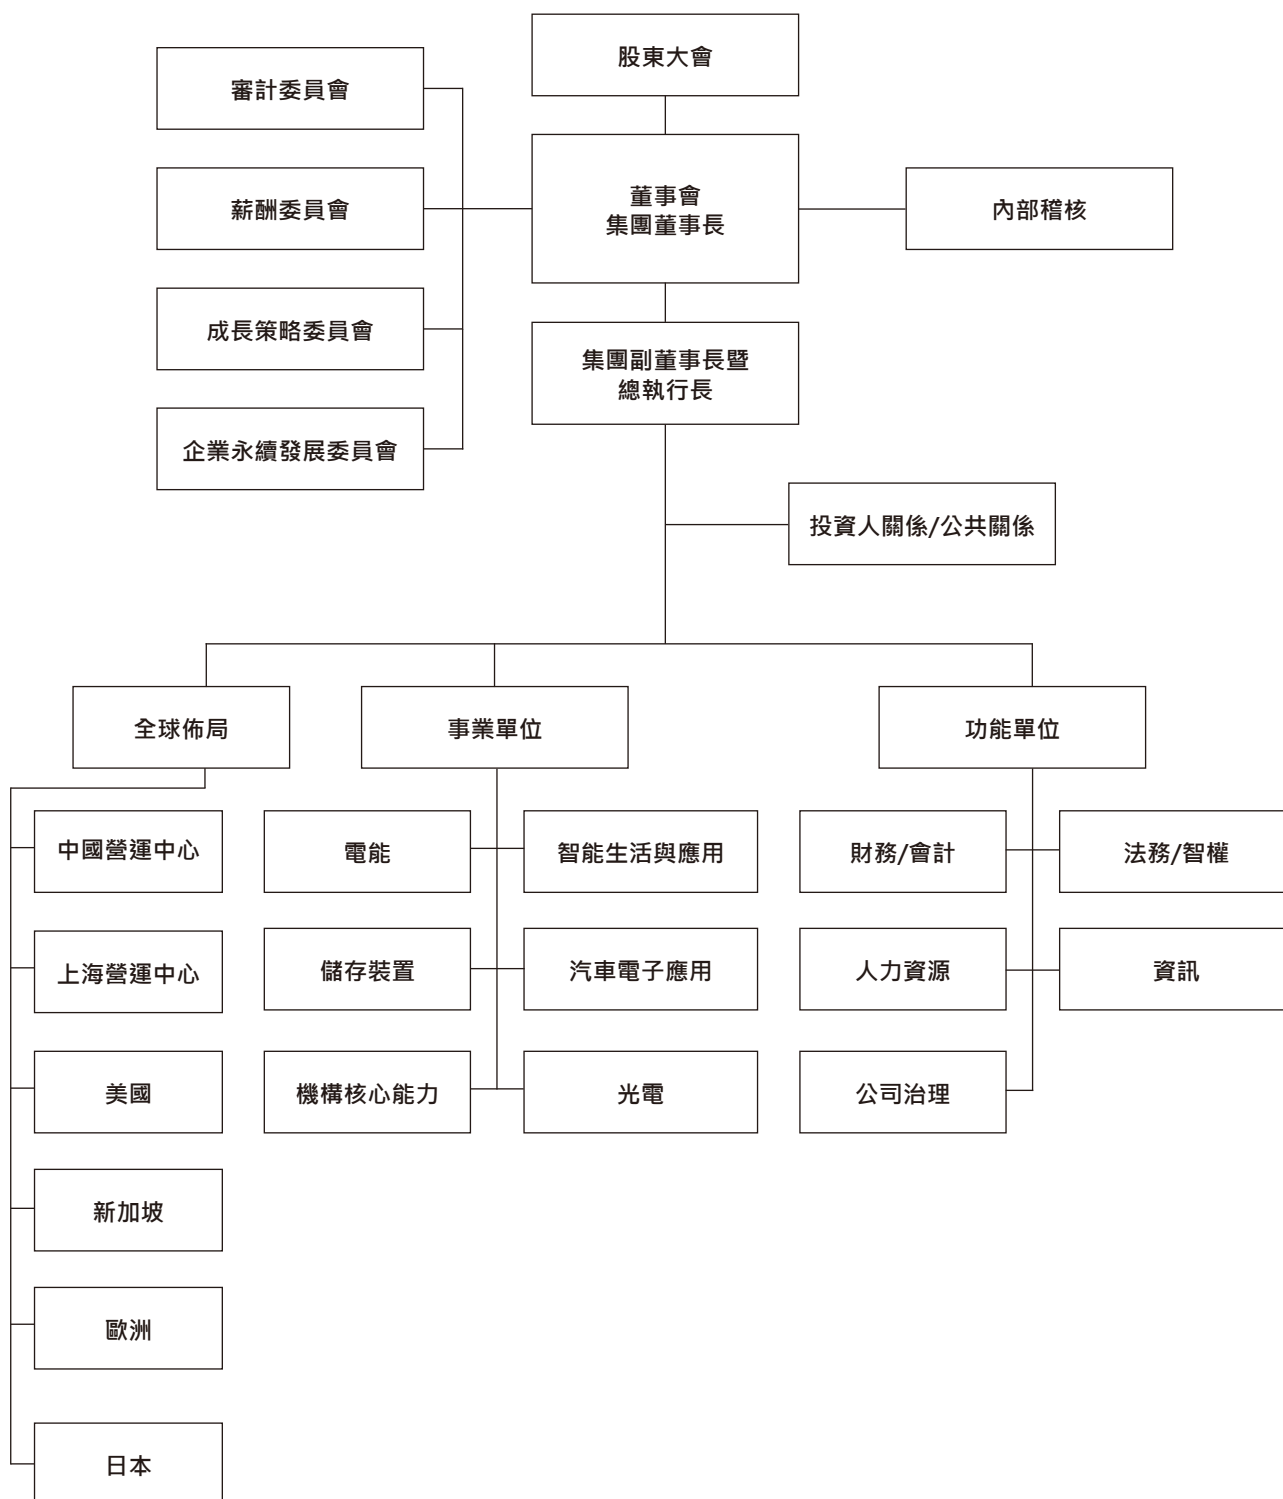 股東大會
審計委員會
薪酬委員會
成長策略委員會
企業永續發展委員會
董事會
集團董事長
內部稽核
集團副董事長暨
總執行長
投資人關係/公共關係
全球佈局
事業單位
功能單位
中國營運中心
上海營運中心
美國
新加坡
歐洲
日本
電能
智能生活與應用
儲存裝置
汽車電子應用
機構核心能力
光電
財務/會計
法務/智權
人力資源
資訊
公司治理